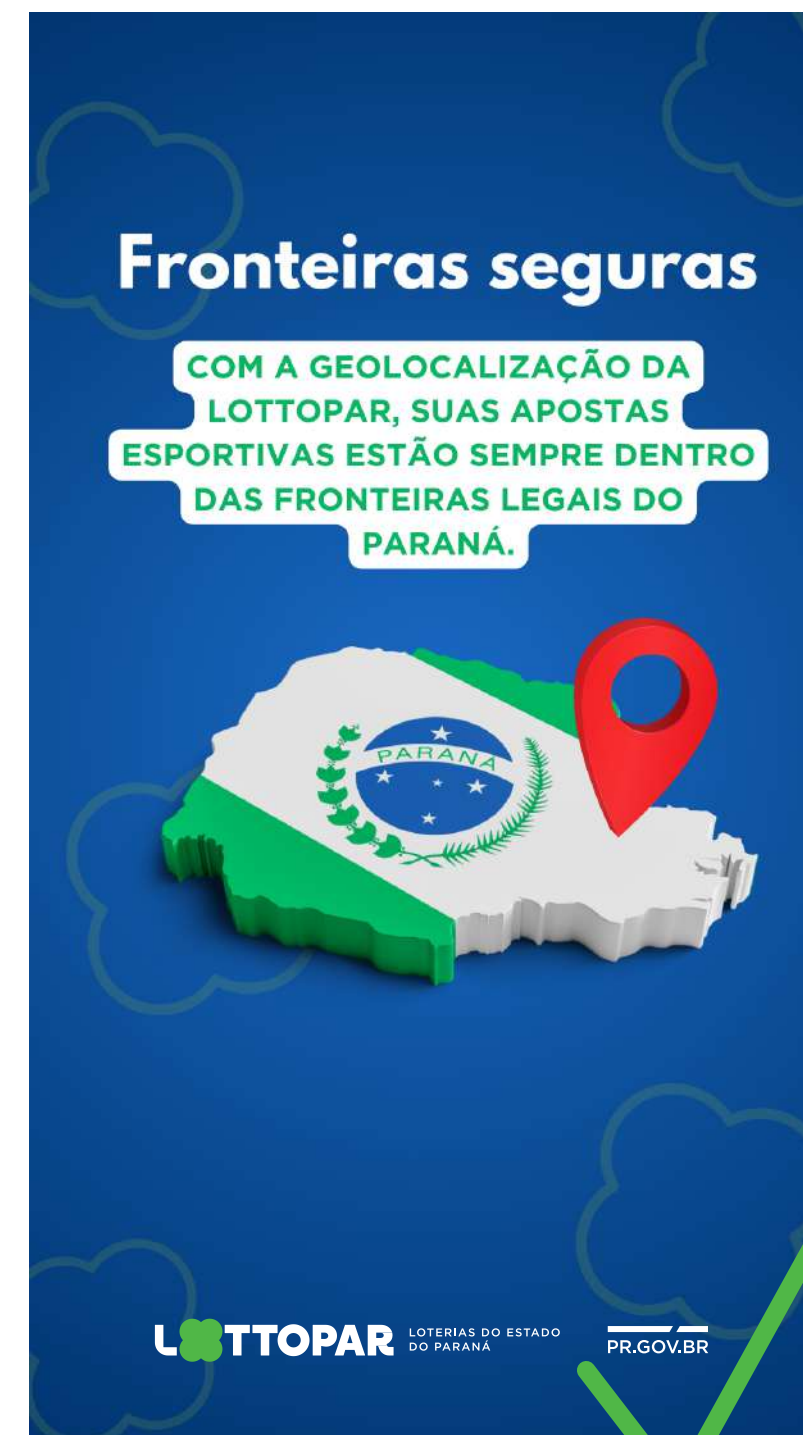 Fronteiras seguras
COM A GEOLOCALIZAÇÃO DA
LOTTOPAR, SUAS APOSTAS
ESPORTIVAS ESTÃO SEMPRE DENTRO
DAS FRONTEIRAS LEGAIS DO
PARANÁ.
PARANÁ
LOTTOPAR
LOTERIAS DO ESTADO
DO PARANÁ
PR.GOV.BR